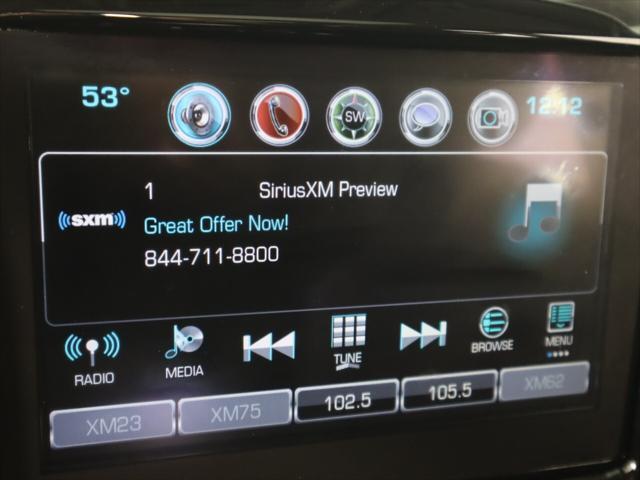 53° SW 12:12
1 SiriusXM Preview
((sxm)) Great Offer Now!
844-711-8800
RADIO MEDIA TUNE BROWSE MENU
XM23 XM75 102.5 105.5 XM62